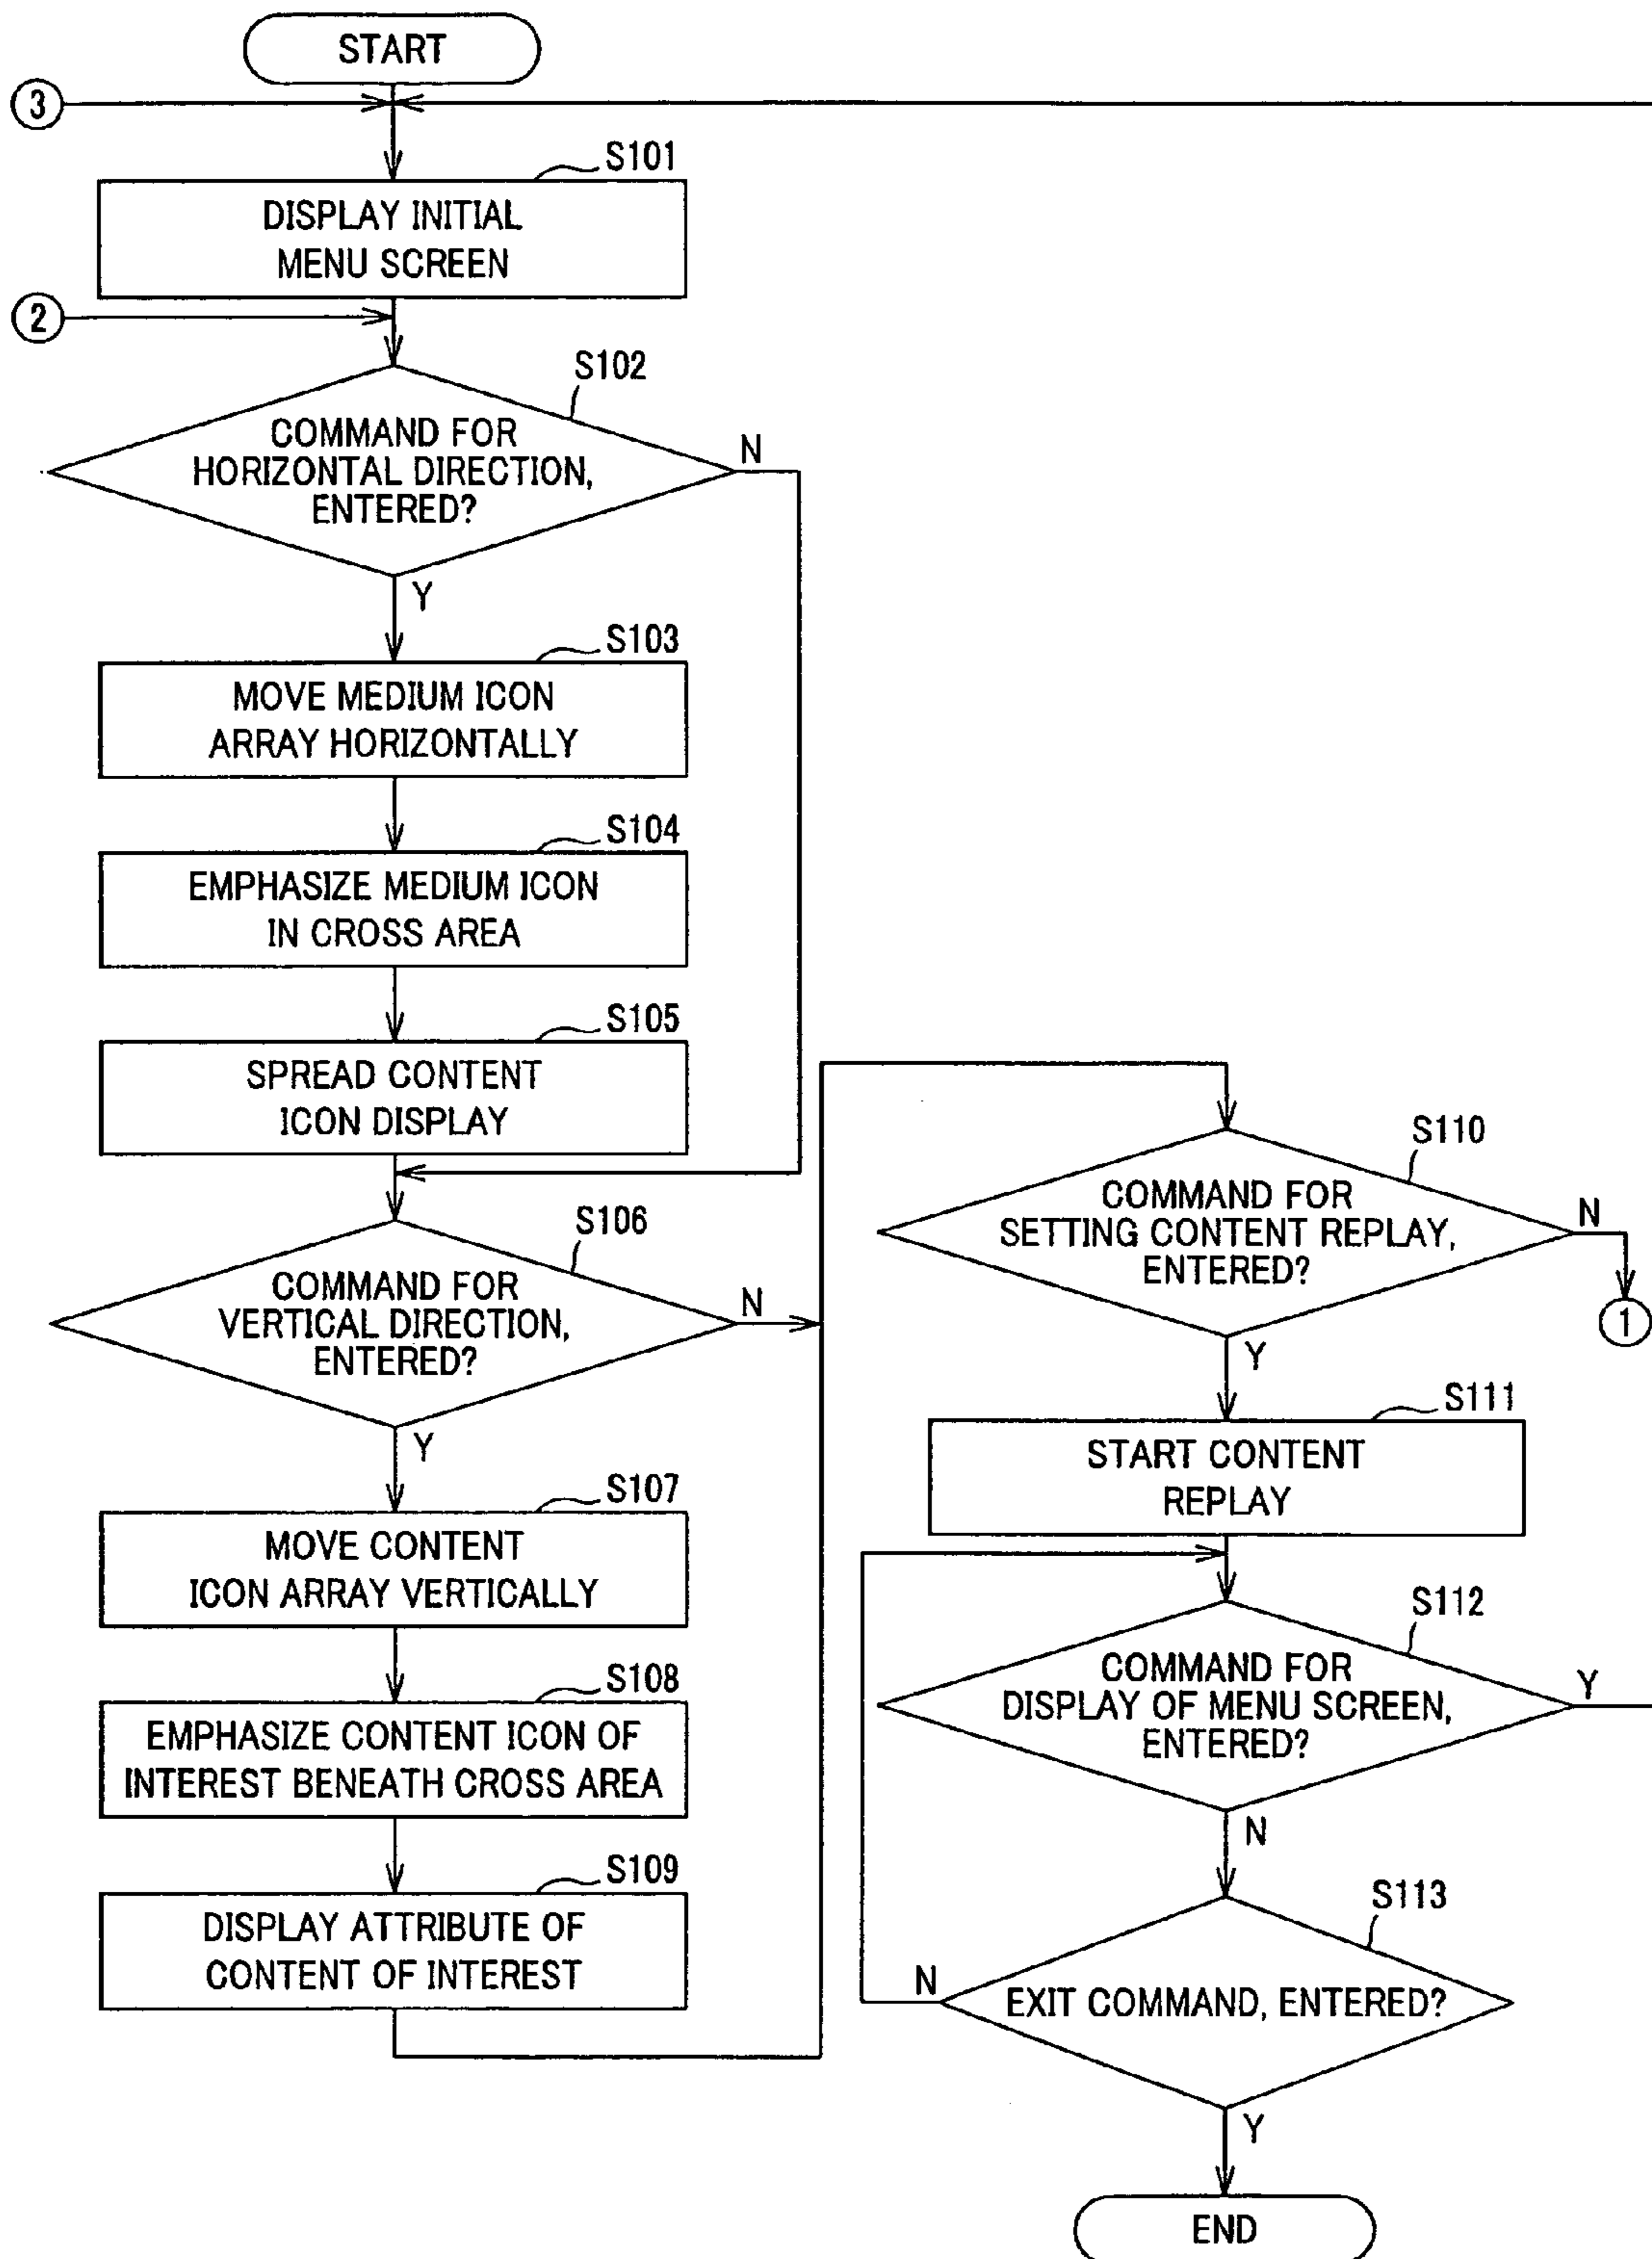 START
3
S101
DISPLAY INITIAL
MENU SCREEN
2
S102
COMMAND FOR
HORIZONTAL DIRECTION,
ENTERED?
N
Y
S103
MOVE MEDIUM ICON
ARRAY HORIZONTALLY
S104
EMPHASIZE MEDIUM ICON
IN CROSS AREA
S105
SPREAD CONTENT
ICON DISPLAY
S106
COMMAND FOR
VERTICAL DIRECTION,
ENTERED?
N
Y
S107
MOVE CONTENT
ICON ARRAY VERTICALLY
S108
EMPHASIZE CONTENT ICON OF
INTEREST BENEATH CROSS AREA
S109
DISPLAY ATTRIBUTE OF
CONTENT OF INTEREST
S110
COMMAND FOR
SETTING CONTENT REPLAY,
ENTERED?
N
1
Y
S111
START CONTENT
REPLAY
S112
COMMAND FOR
DISPLAY OF MENU SCREEN,
ENTERED?
Y
N
S113
EXIT COMMAND, ENTERED?
N
Y
END